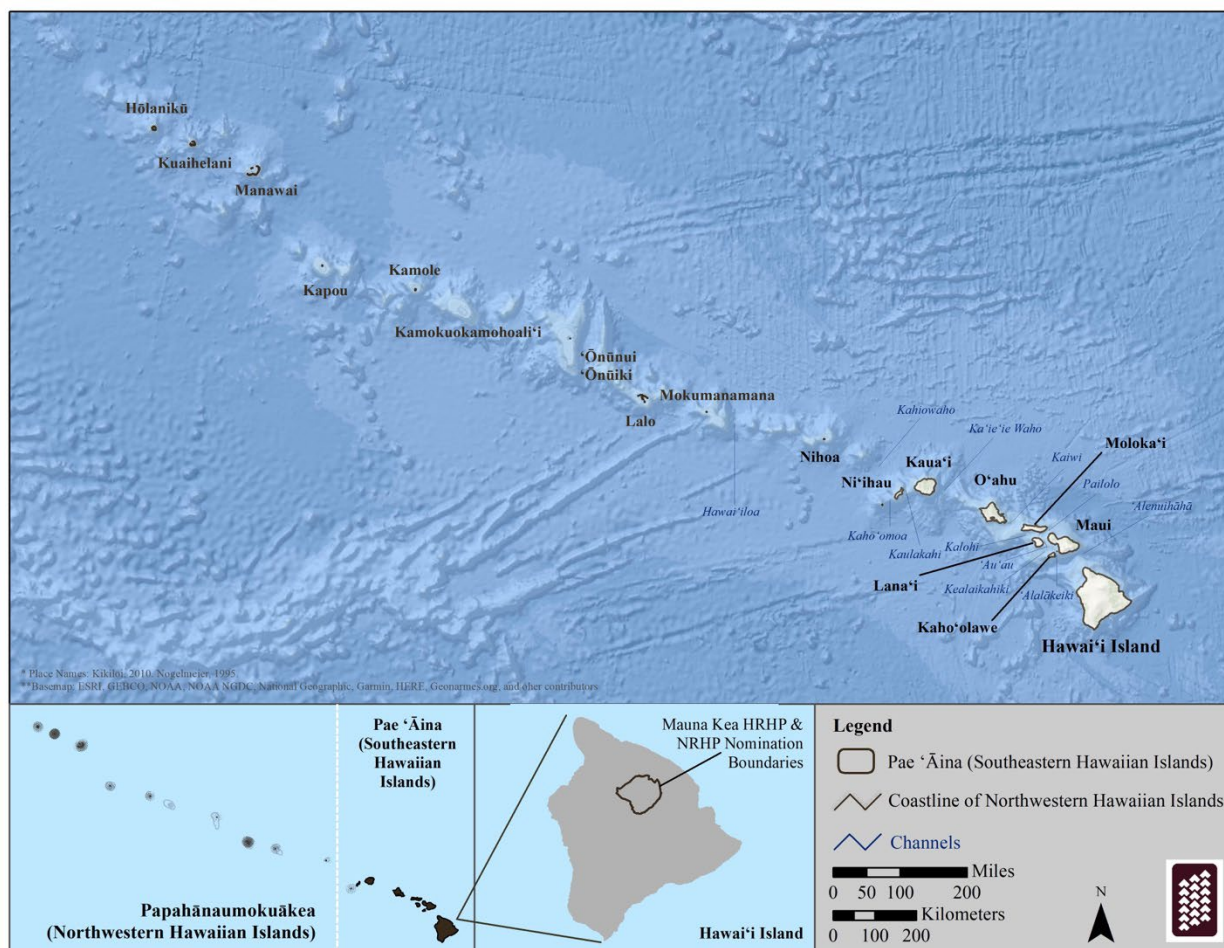 Hōlanikū
Kuaihelani
Manawai
Kapou
Kamole
Kamokuokamohoali‘i
‘Ōnūnui
‘Ōnūiki
Lalo
Mokumanamana
Nihoa
Hawai‘iloa
Kahiowaho
Ka‘ie‘ie Waho
Ni‘ihau
Kaua‘i
O‘ahu
Moloka‘i
Kaiwi
Pailolo
‘Alenuihāhā
Maui
Kaho‘omoa
Kaulakahi
Kalohi
‘Au‘au
Lana‘i
Kealaikahiki
‘Alalākeiki
Kaho‘olawe
Hawai‘i Island
* Place Names: Kikiloi, 2010. Nogelmeier, 1995.
**Basemap: ESRI, GEBCO, NOAA, NOAA NGDC, National Geographic, Garmin, HERE, Geonarmes.org, and other contributors
Papahānaumokuākea
(Northwestern Hawaiian Islands)
Pae ‘Āina
(Southeastern
Hawaiian
Islands)
Mauna Kea HRHP &
NRHP Nomination
Boundaries
Hawai‘i Island
Legend
Pae ‘Āina (Southeastern Hawaiian Islands)
Coastline of Northwestern Hawaiian Islands
Channels
Miles
0 50 100 200
Kilometers
0 100 200
N